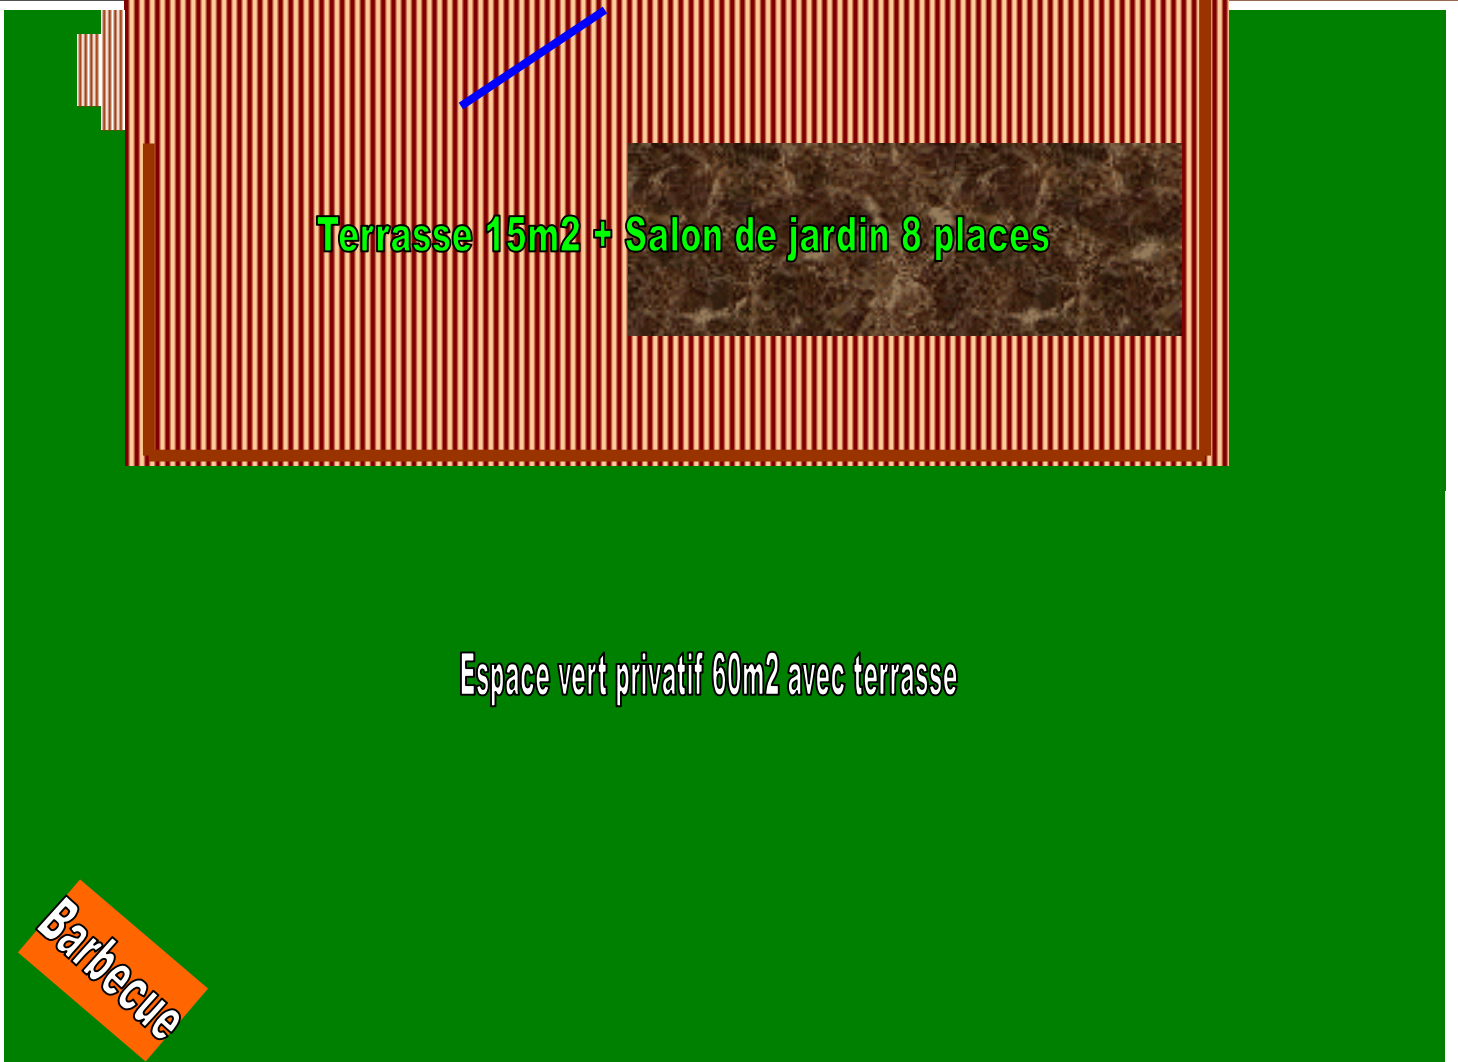 Terrasse 15m2 + Salon de jardin 8 places
Espace vert privatif 60m2 avec terrasse
Barbecue